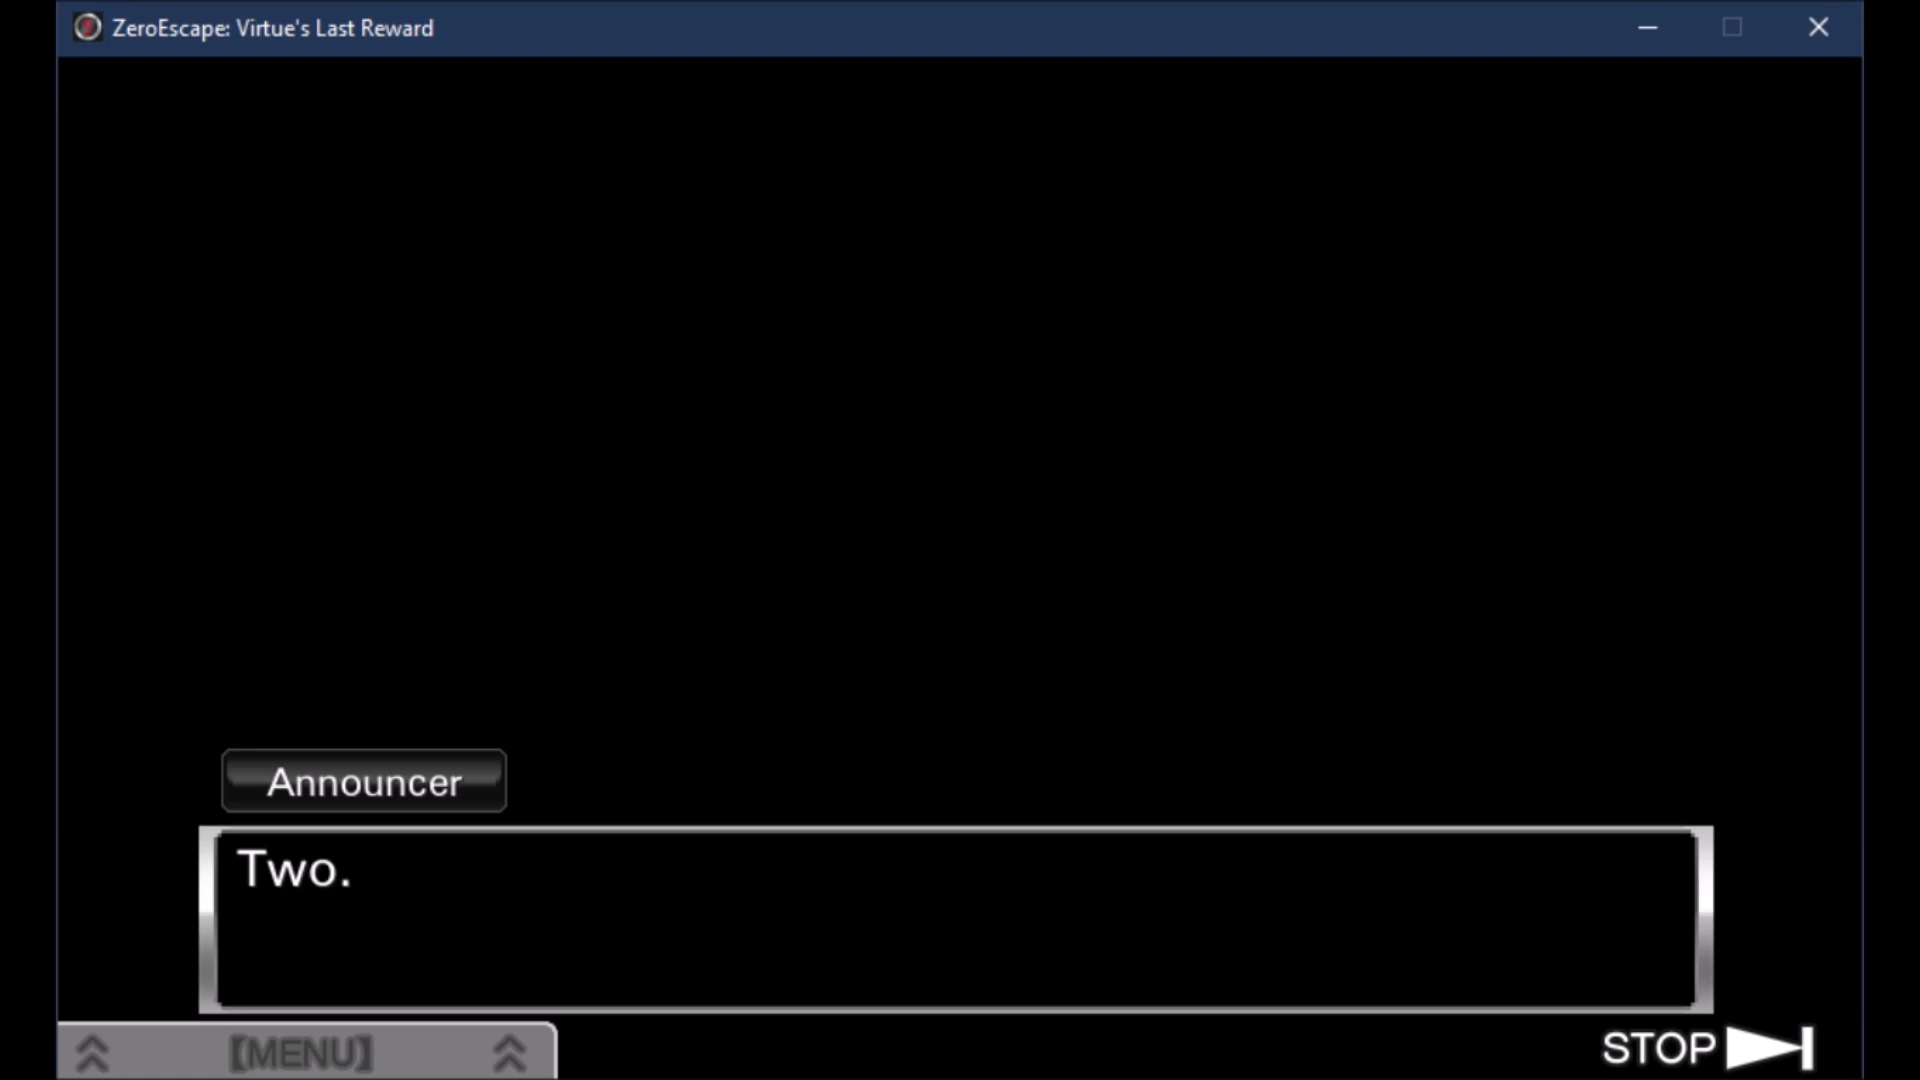 ZeroEscape: Virtue's Last Reward
Announcer
Two.
【MENU】
STOP